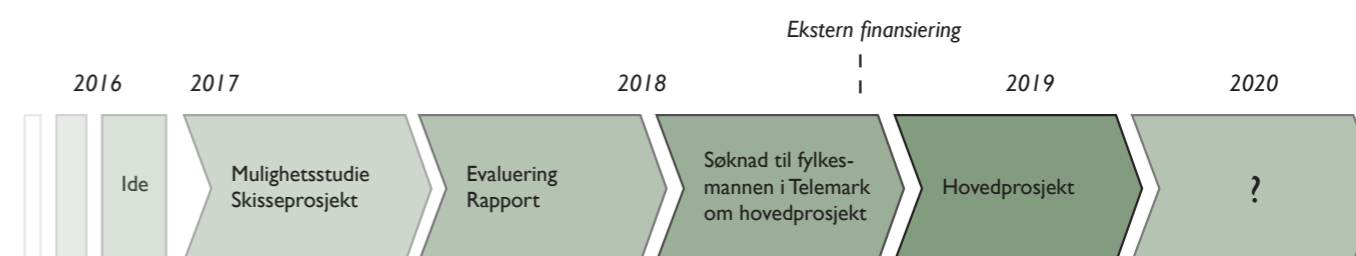 Ekstern finansiering
2016 2017 2018 2019 2020
Ide
Mulighetsstudie
Skisseprosjekt
Evaluering
Rapport
Søknad til fylkes-
mannen i Telemark
om hovedprosjekt
Hovedprosjekt
?